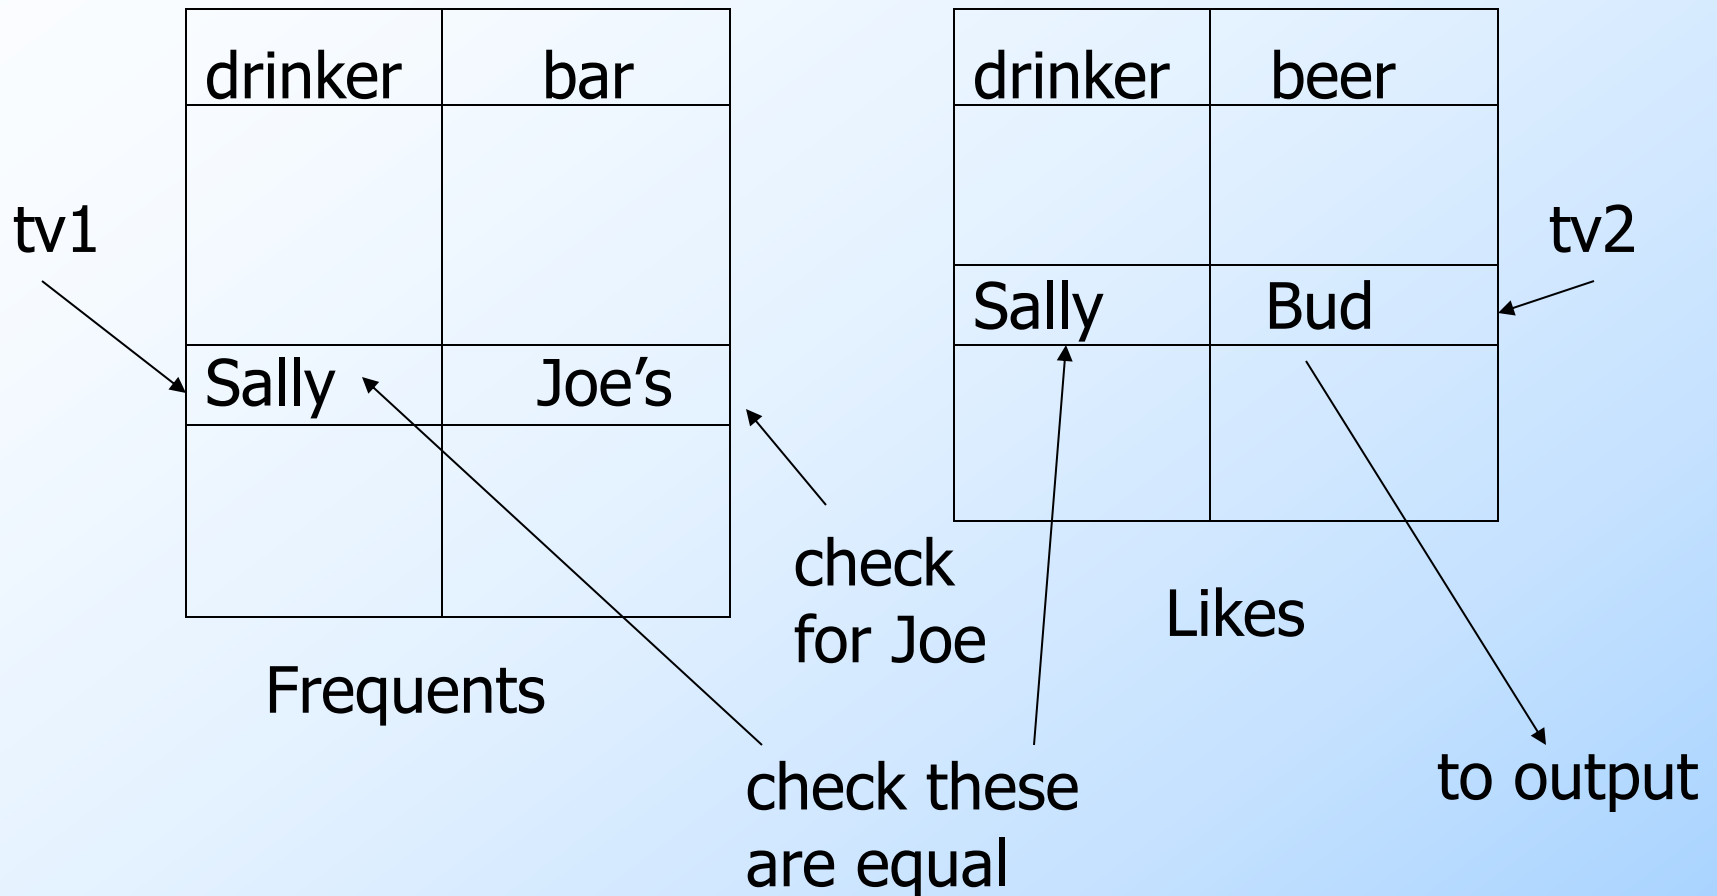 drinker bar
drinker beer
tv1
tv2
Sally Bud
Sally Joe’s
check
for Joe
Likes
Frequents
check these
are equal
to output